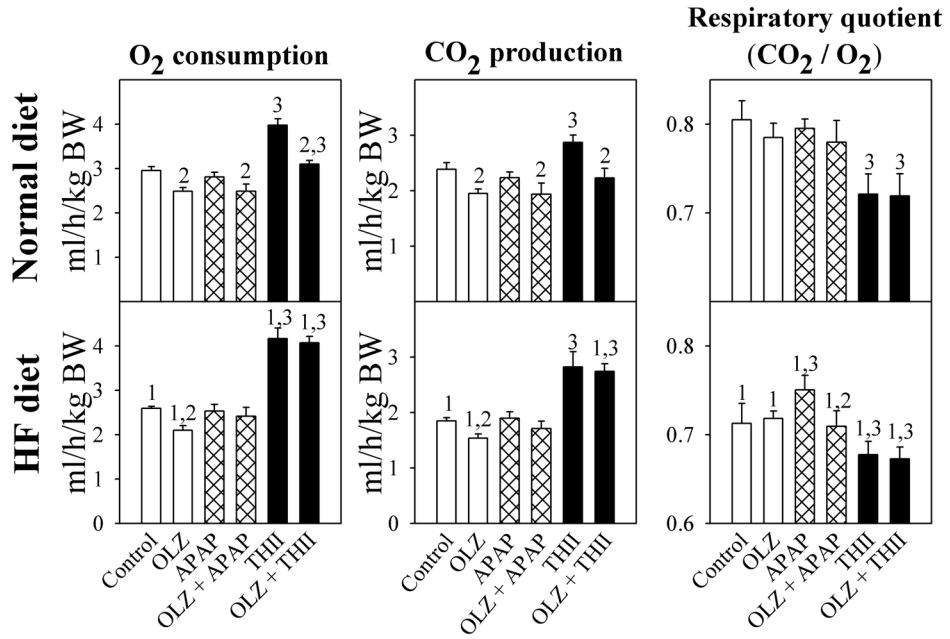 Respiratory quotient
O2 consumption CO2 production (CO2 / O2)
Normal diet
ml/h/kg BW
4
3
2
2
2
3
2,3
ml/h/kg BW
3
2
1
2
2
3
2
0.8
0.7
3
3
HF diet
ml/h/kg BW
4
3
2
1
0
1
1,2
1,3
1,3
ml/h/kg BW
3
2
1
0
1
1,2
3
1,3
0.8
0.7
0.6
1
1
1,3
1,2
1,3
1,3
Control
OLZ
APAP
OLZ + APAP
THII
OLZ + THII
Control
OLZ
APAP
OLZ + APAP
THII
OLZ + THII
Control
OLZ
APAP
OLZ + APAP
THII
OLZ + THII